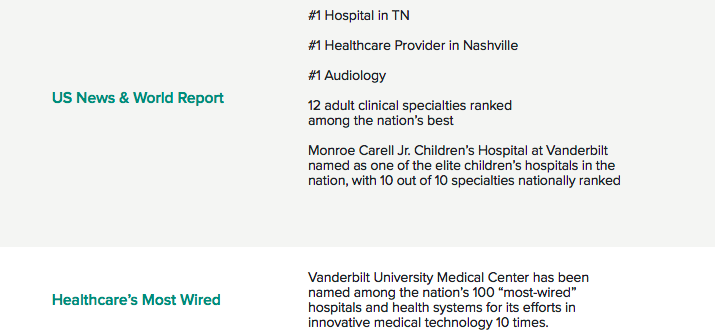 US News & World Report
#1 Hospital in TN
#1 Healthcare Provider in Nashville
#1 Audiology
12 adult clinical specialties ranked
among the nation’s best
Monroe Carell Jr. Children’s Hospital at Vanderbilt
named as one of the elite children’s hospitals in the
nation, with 10 out of 10 specialties nationally ranked
Healthcare’s Most Wired
Vanderbilt University Medical Center has been
named among the nation’s 100 “most-wired”
hospitals and health systems for its efforts in
innovative medical technology 10 times.